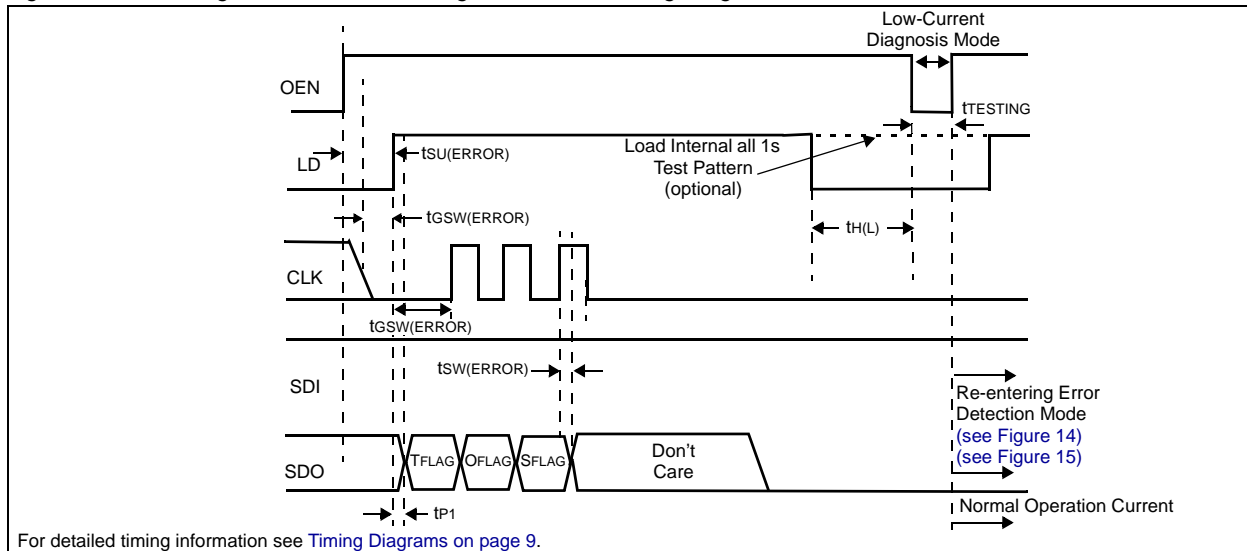 Low-Current
Diagnosis Mode
OEN
tTESTING
LD
tSU(ERROR)
Load Internal all 1s
Test Pattern
(optional)
tGSW(ERROR)
tH(L)
CLK
tGSW(ERROR)
tSW(ERROR)
SDI
Re-entering Error
Detection Mode
(see Figure 14)
(see Figure 15)
SDO
TFLAG
OFLAG
SFLAG
Don't
Care
tP1
Normal Operation Current
For detailed timing information see Timing Diagrams on page 9.